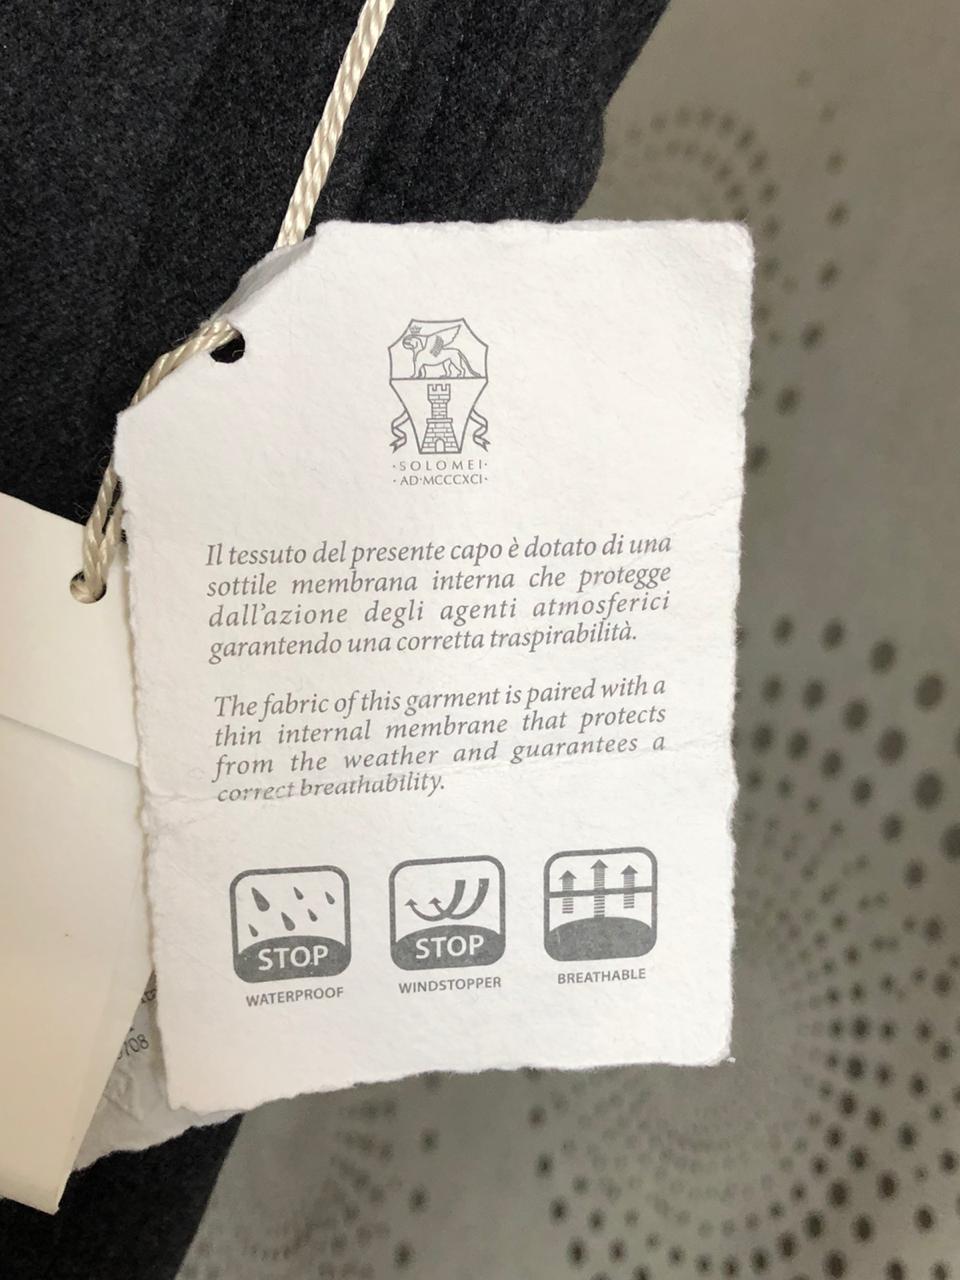 ·SOLOMEI·
·AD·MCCCXCI·
Il tessuto del presente capo è dotato di una
sottile membrana interna che protegge
dall'azione degli agenti atmosferici
garantendo una corretta traspirabilità.
The fabric of this garment is paired with a
thin internal membrane that protects
from the weather and guarantees a
correct breathability.
STOP
WATERPROOF
STOP
WINDSTOPPER
BREATHABLE